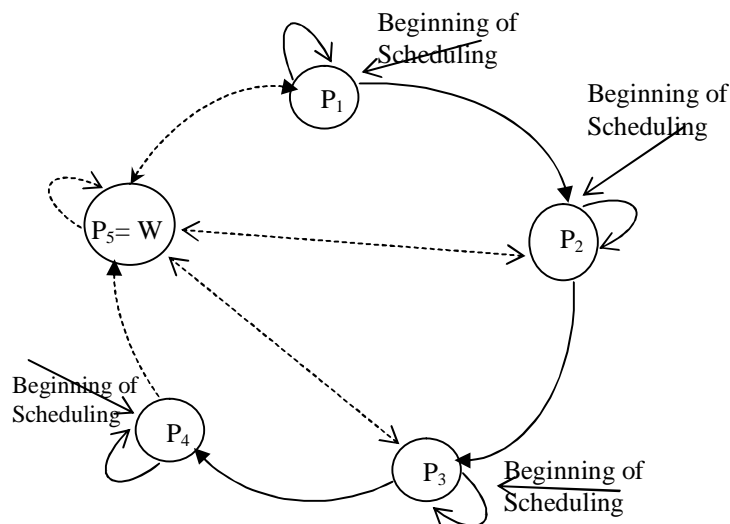 Beginning of
Scheduling
P1
Beginning of
Scheduling
P5= W
P2
Beginning of
Scheduling
P4
P3
Beginning of
Scheduling